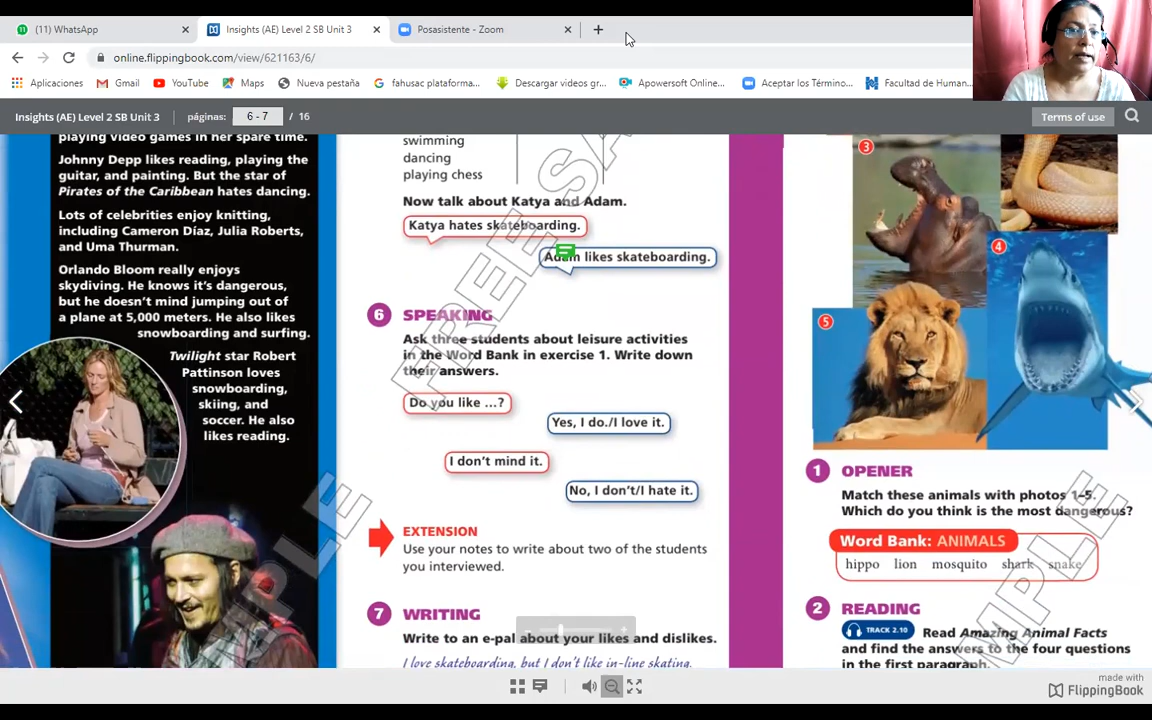 (11) WhatsApp
Insights (AE) Level 2 SB Unit 3
Posasistente - Zoom
online.flippingbook.com/view/621163/6/
Aplicaciones
Gmail
YouTube
Maps
Nueva pestaña
fahusac plataforma...
Descargar videos gr...
Apowersoft Online...
Aceptar los Término...
Facultad de Human...
Insights (AE) Level 2 SB Unit 3
páginas:
6 - 7
/ 16
Terms of use
playing video games in her spare time.
Johnny Depp likes reading, playing the
guitar, and painting. But the star of
Pirates of the Caribbean hates dancing.
Lots of celebrities enjoy knitting,
including Cameron Díaz, Julia Roberts,
and Uma Thurman.
Orlando Bloom really enjoys
skydiving. He knows it's dangerous,
but he doesn't mind jumping out of
a plane at 5,000 meters. He also likes
snowboarding and surfing.
Twilight star Robert
Pattinson loves
snowboarding,
skiing, and
soccer. He also
likes reading.
swimming
dancing
playing chess
Now talk about Katya and Adam.
Katya hates skateboarding.
Adam likes skateboarding.
6 SPEAKING
Ask three students about leisure activities
in the Word Bank in exercise 1. Write down
their answers.
Do you like ...?
Yes, I do./I love it.
I don't mind it.
No, I don't/I hate it.
EXTENSION
Use your notes to write about two of the students
you interviewed.
7 WRITING
Write to an e-pal about your likes and dislikes.
I love skateboarding, but I don't like in-line skating.
FREE SA
3
4
5
1 OPENER
Match these animals with photos 1–5.
Which do you think is the most dangerous?
Word Bank: ANIMALS
hippo lion mosquito shark snake
2 READING
TRACK 2.10 Read Amazing Animal Facts
and find the answers to the four questions
in the first paragraph.
MPLE
made with
FlippingBook